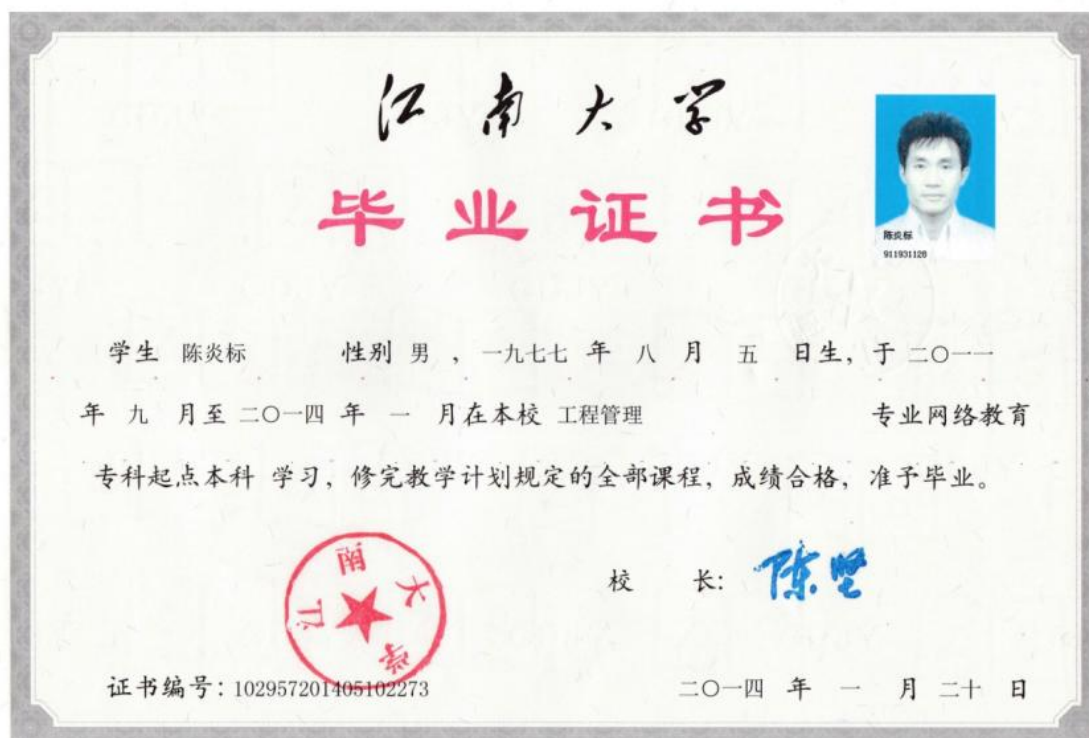 江南大学
毕业证书
陈炎标
911931128
学生 陈炎标 性别 男 ，一九七七 年 八 月 五 日生，于 二〇一一
年 九 月至 二〇一四 年 一 月在本校 工程管理 专业网络教育
专科起点本科 学习，修完教学计划规定的全部课程，成绩合格，准予毕业。
江南大学
校 长：陈坚
证书编号：102957201405102273
二〇一四 年 一 月 二十 日